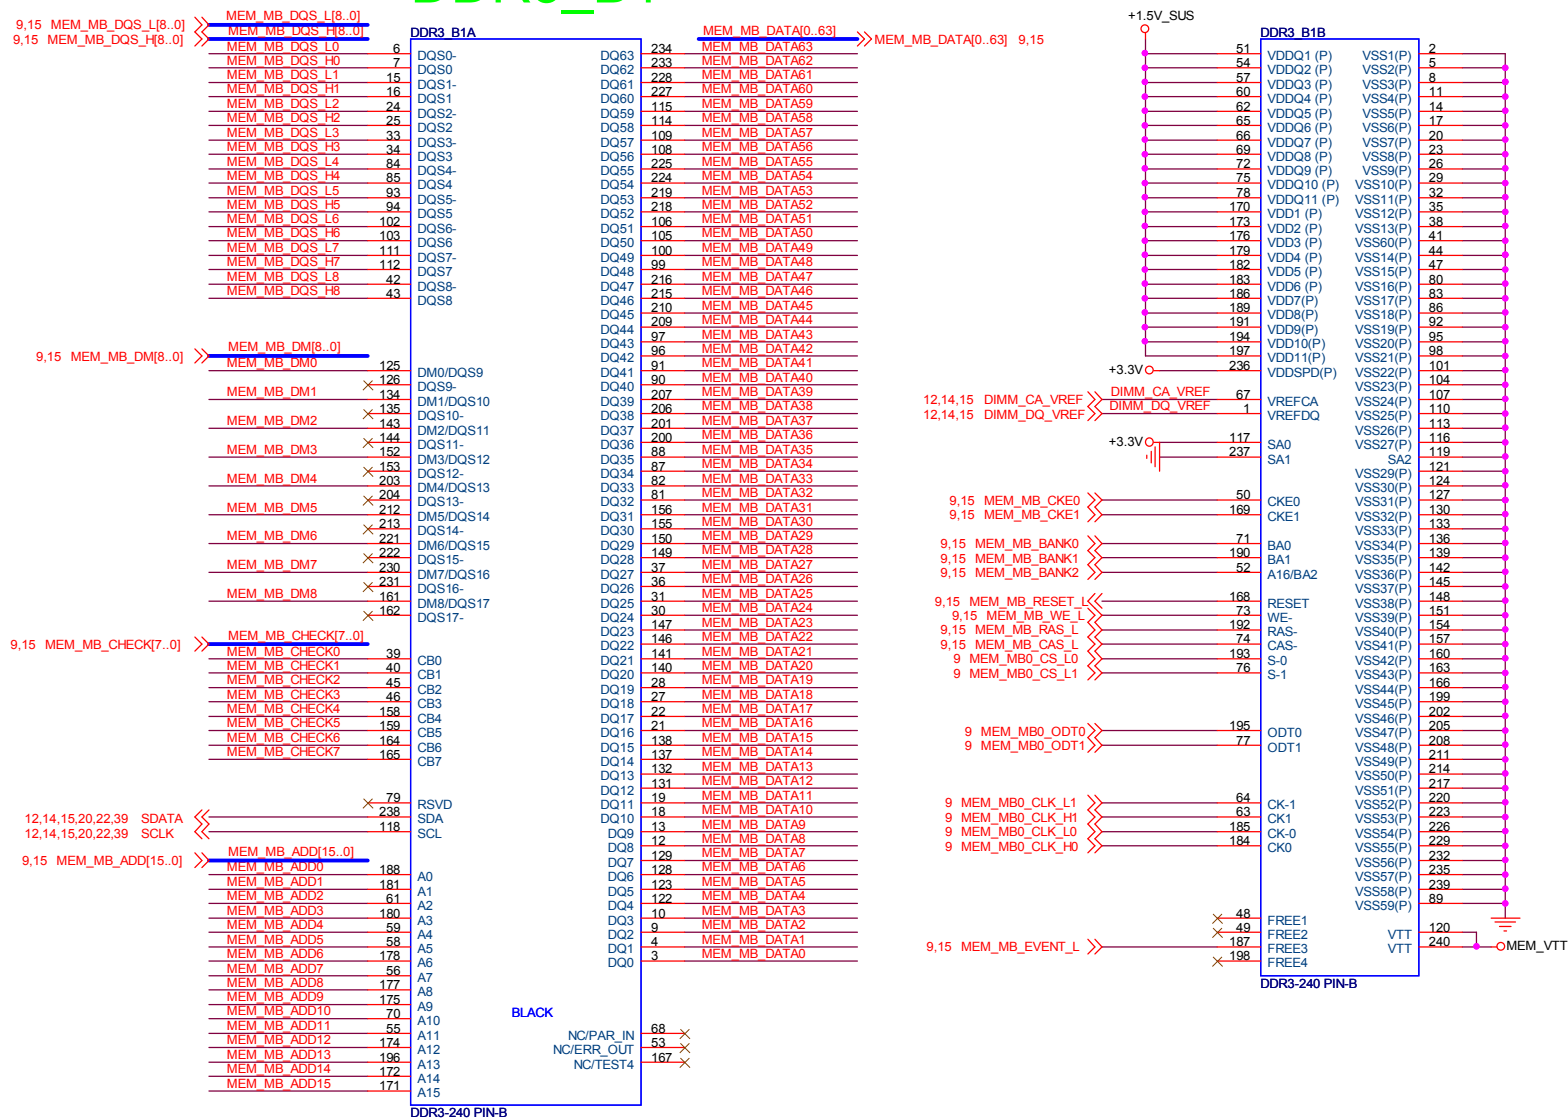 DDR3_B1
MEM_MB_DQS_L[8..0]
9,15 MEM_MB_DQS_L[8..0]
MEM_MB_DQS_H[8..0]
9,15 MEM_MB_DQS_H[8..0]
DDR3_B1A
MEM_MB_DQS_L0 6 DQS0-
MEM_MB_DQS_H0 7 DQS0
MEM_MB_DQS_L1 15 DQS1-
MEM_MB_DQS_H1 16 DQS1
MEM_MB_DQS_L2 24 DQS2-
MEM_MB_DQS_H2 25 DQS2
MEM_MB_DQS_L3 33 DQS3-
MEM_MB_DQS_H3 34 DQS3
MEM_MB_DQS_L4 84 DQS4-
MEM_MB_DQS_H4 85 DQS4
MEM_MB_DQS_L5 93 DQS5-
MEM_MB_DQS_H5 94 DQS5
MEM_MB_DQS_L6 102 DQS6-
MEM_MB_DQS_H6 103 DQS6
MEM_MB_DQS_L7 111 DQS7-
MEM_MB_DQS_H7 112 DQS7
MEM_MB_DQS_L8 42 DQS8-
MEM_MB_DQS_H8 43 DQS8
MEM_MB_DM[8..0]
9,15 MEM_MB_DM[8..0]
MEM_MB_DM0 125 DM0/DQS9
126 DQS9-
MEM_MB_DM1 134 DM1/DQS10
135 DQS10-
MEM_MB_DM2 143 DM2/DQS11
144 DQS11-
MEM_MB_DM3 152 DM3/DQS12
153 DQS12-
MEM_MB_DM4 203 DM4/DQS13
204 DQS13-
MEM_MB_DM5 212 DM5/DQS14
213 DQS14-
MEM_MB_DM6 221 DM6/DQS15
222 DQS15-
MEM_MB_DM7 230 DM7/DQS16
231 DQS16-
MEM_MB_DM8 161 DM8/DQS17
162 DQS17-
MEM_MB_CHECK[7..0]
9,15 MEM_MB_CHECK[7..0]
MEM_MB_CHECK0 39 CB0
MEM_MB_CHECK1 40 CB1
MEM_MB_CHECK2 45 CB2
MEM_MB_CHECK3 46 CB3
MEM_MB_CHECK4 158 CB4
MEM_MB_CHECK5 159 CB5
MEM_MB_CHECK6 164 CB6
MEM_MB_CHECK7 165 CB7
79 RSVD
12,14,15,20,22,39 SDATA 238 SDA
12,14,15,20,22,39 SCLK 118 SCL
MEM_MB_ADD[15..0]
9,15 MEM_MB_ADD[15..0]
MEM_MB_ADD0 188 A0
MEM_MB_ADD1 181 A1
MEM_MB_ADD2 61 A2
MEM_MB_ADD3 180 A3
MEM_MB_ADD4 59 A4
MEM_MB_ADD5 58 A5
MEM_MB_ADD6 178 A6
MEM_MB_ADD7 56 A7
MEM_MB_ADD8 177 A8
MEM_MB_ADD9 175 A9
MEM_MB_ADD10 70 A10
MEM_MB_ADD11 55 A11
MEM_MB_ADD12 174 A12
MEM_MB_ADD13 196 A13
MEM_MB_ADD14 172 A14
MEM_MB_ADD15 171 A15
DDR3-240 PIN-B
BLACK
MEM_MB_DATA[0..63]
MEM_MB_DATA[0..63] 9,15
DQ63 234 MEM_MB_DATA63
DQ62 233 MEM_MB_DATA62
DQ61 228 MEM_MB_DATA61
DQ60 227 MEM_MB_DATA60
DQ59 115 MEM_MB_DATA59
DQ58 114 MEM_MB_DATA58
DQ57 109 MEM_MB_DATA57
DQ56 108 MEM_MB_DATA56
DQ55 225 MEM_MB_DATA55
DQ54 224 MEM_MB_DATA54
DQ53 219 MEM_MB_DATA53
DQ52 218 MEM_MB_DATA52
DQ51 106 MEM_MB_DATA51
DQ50 105 MEM_MB_DATA50
DQ49 100 MEM_MB_DATA49
DQ48 99 MEM_MB_DATA48
DQ47 216 MEM_MB_DATA47
DQ46 215 MEM_MB_DATA46
DQ45 210 MEM_MB_DATA45
DQ44 209 MEM_MB_DATA44
DQ43 97 MEM_MB_DATA43
DQ42 96 MEM_MB_DATA42
DQ41 91 MEM_MB_DATA41
DQ40 90 MEM_MB_DATA40
DQ39 207 MEM_MB_DATA39
DQ38 206 MEM_MB_DATA38
DQ37 201 MEM_MB_DATA37
DQ36 200 MEM_MB_DATA36
DQ35 88 MEM_MB_DATA35
DQ34 87 MEM_MB_DATA34
DQ33 82 MEM_MB_DATA33
DQ32 81 MEM_MB_DATA32
DQ31 156 MEM_MB_DATA31
DQ30 155 MEM_MB_DATA30
DQ29 150 MEM_MB_DATA29
DQ28 149 MEM_MB_DATA28
DQ27 37 MEM_MB_DATA27
DQ26 36 MEM_MB_DATA26
DQ25 31 MEM_MB_DATA25
DQ24 30 MEM_MB_DATA24
DQ23 147 MEM_MB_DATA23
DQ22 146 MEM_MB_DATA22
DQ21 141 MEM_MB_DATA21
DQ20 140 MEM_MB_DATA20
DQ19 28 MEM_MB_DATA19
DQ18 27 MEM_MB_DATA18
DQ17 22 MEM_MB_DATA17
DQ16 21 MEM_MB_DATA16
DQ15 138 MEM_MB_DATA15
DQ14 137 MEM_MB_DATA14
DQ13 132 MEM_MB_DATA13
DQ12 131 MEM_MB_DATA12
DQ11 19 MEM_MB_DATA11
DQ10 18 MEM_MB_DATA10
DQ9 13 MEM_MB_DATA9
DQ8 12 MEM_MB_DATA8
DQ7 129 MEM_MB_DATA7
DQ6 128 MEM_MB_DATA6
DQ5 123 MEM_MB_DATA5
DQ4 122 MEM_MB_DATA4
DQ3 10 MEM_MB_DATA3
DQ2 9 MEM_MB_DATA2
DQ1 4 MEM_MB_DATA1
DQ0 3 MEM_MB_DATA0
NC/PAR_IN 68
NC/ERR_OUT 53
NC/TEST4 167
+1.5V_SUS
DDR3_B1B
51 VDDQ1 (P)
54 VDDQ2 (P)
57 VDDQ3 (P)
60 VDDQ4 (P)
62 VDDQ5 (P)
65 VDDQ6 (P)
66 VDDQ7 (P)
69 VDDQ8 (P)
72 VDDQ9 (P)
75 VDDQ10 (P)
78 VDDQ11 (P)
170 VDD1 (P)
173 VDD2 (P)
176 VDD3 (P)
179 VDD4 (P)
182 VDD5 (P)
183 VDD6 (P)
186 VDD7(P)
189 VDD8(P)
191 VDD9(P)
194 VDD10(P)
197 VDD11(P)
+3.3V 236 VDDSPD(P)
12,14,15 DIMM_CA_VREF DIMM_CA_VREF 67 VREFCA
12,14,15 DIMM_DQ_VREF DIMM_DQ_VREF 1 VREFDQ
+3.3V 117 SA0
237 SA1
9,15 MEM_MB_CKE0 50 CKE0
9,15 MEM_MB_CKE1 169 CKE1
9,15 MEM_MB_BANK0 71 BA0
9,15 MEM_MB_BANK1 190 BA1
9,15 MEM_MB_BANK2 52 A16/BA2
9,15 MEM_MB_RESET_L 168 RESET
9,15 MEM_MB_WE_L 73 WE-
9,15 MEM_MB_RAS_L 192 RAS-
9,15 MEM_MB_CAS_L 74 CAS-
9 MEM_MB0_CS_L0 193 S-0
9 MEM_MB0_CS_L1 76 S-1
9 MEM_MB0_ODT0 195 ODT0
9 MEM_MB0_ODT1 77 ODT1
9 MEM_MB0_CLK_L1 64 CK-1
9 MEM_MB0_CLK_H1 63 CK1
9 MEM_MB0_CLK_L0 185 CK-0
9 MEM_MB0_CLK_H0 184 CK0
48 FREE1
49 FREE2
9,15 MEM_MB_EVENT_L 187 FREE3
198 FREE4
DDR3-240 PIN-B
VSS1(P) 2
VSS2(P) 5
VSS3(P) 8
VSS4(P) 11
VSS5(P) 14
VSS6(P) 17
VSS7(P) 20
VSS8(P) 23
VSS9(P) 26
VSS10(P) 29
VSS11(P) 32
VSS12(P) 35
VSS13(P) 38
VSS60(P) 41
VSS14(P) 44
VSS15(P) 47
VSS16(P) 80
VSS17(P) 83
VSS18(P) 86
VSS19(P) 92
VSS20(P) 95
VSS21(P) 98
VSS22(P) 101
VSS23(P) 104
VSS24(P) 107
VSS25(P) 110
VSS26(P) 113
VSS27(P) 116
SA2 119
VSS29(P) 121
VSS30(P) 124
VSS31(P) 127
VSS32(P) 130
VSS33(P) 133
VSS34(P) 136
VSS35(P) 139
VSS36(P) 142
VSS37(P) 145
VSS38(P) 148
VSS39(P) 151
VSS40(P) 154
VSS41(P) 157
VSS42(P) 160
VSS43(P) 163
VSS44(P) 166
VSS45(P) 199
VSS46(P) 202
VSS47(P) 205
VSS48(P) 208
VSS49(P) 211
VSS50(P) 214
VSS51(P) 217
VSS52(P) 220
VSS53(P) 223
VSS54(P) 226
VSS55(P) 229
VSS56(P) 232
VSS57(P) 235
VSS58(P) 239
VSS59(P) 89
VTT 120
VTT 240 MEM_VTT